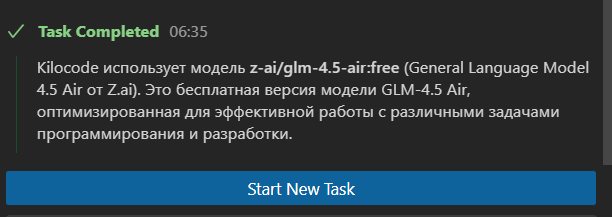 Task Completed 06:35
Kilocode использует модель z-ai/glm-4.5-air:free (General Language Model
4.5 Air от Z.ai). Это бесплатная версия модели GLM-4.5 Air,
оптимизированная для эффективной работы с различными задачами
программирования и разработки.
Start New Task